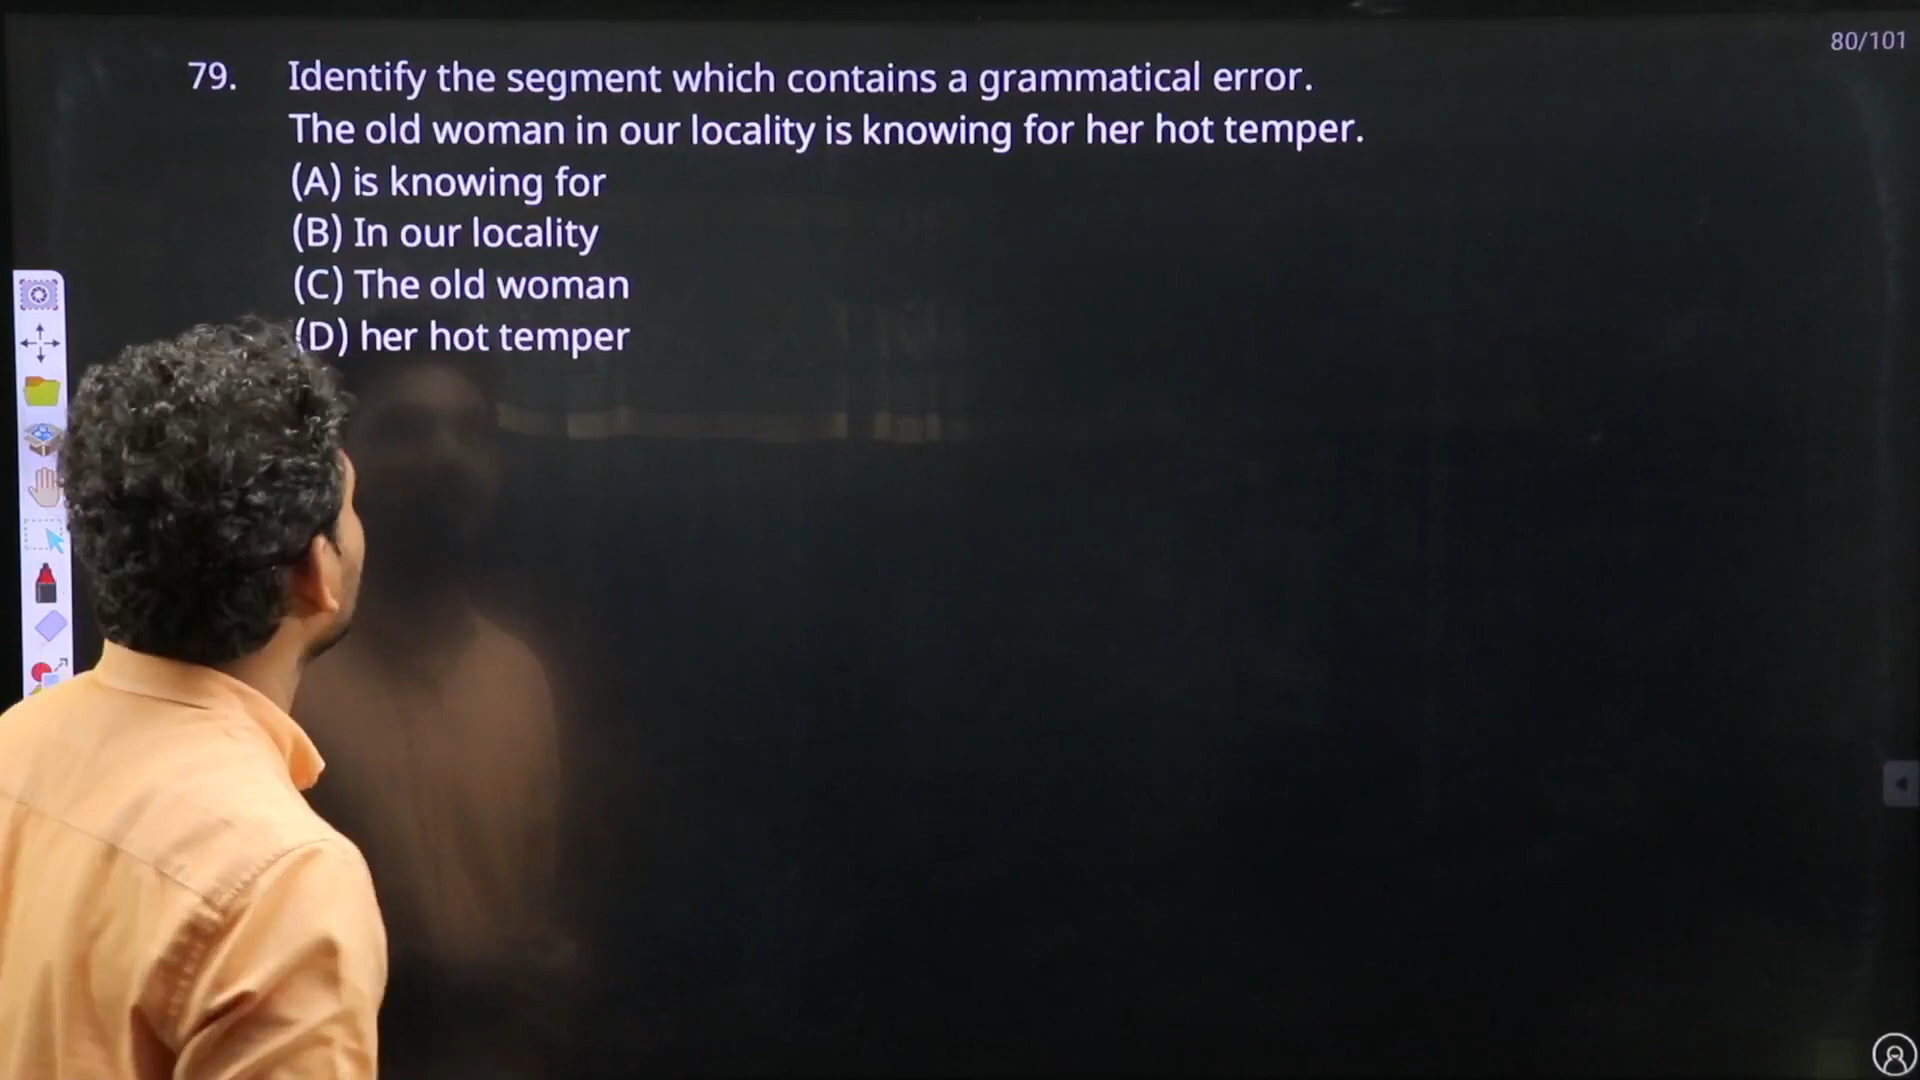 80/101
79. Identify the segment which contains a grammatical error.
The old woman in our locality is knowing for her hot temper.
(A) is knowing for
(B) In our locality
(C) The old woman
(D) her hot temper